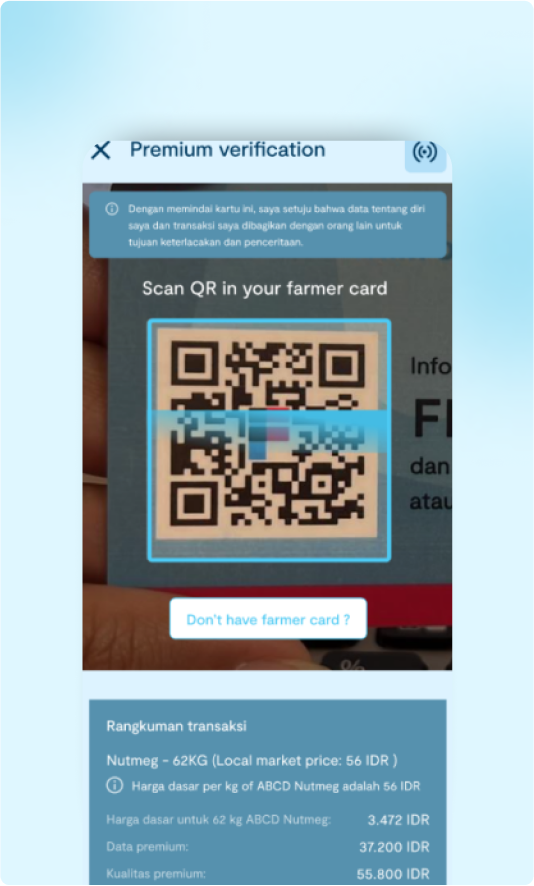 Premium verification
Dengan memindai kartu ini, saya setuju bahwa data tentang diri
saya dan transaksi saya dibagikan dengan orang lain untuk
tujuan keterlacakan dan penceritaan.
Scan QR in your farmer card
Info
dan
atau
Don't have farmer card ?
%
Rangkuman transaksi
Nutmeg - 62KG (Local market price: 56 IDR )
Harga dasar per kg of ABCD Nutmeg adalah 56 IDR
Harga dasar untuk 62 kg ABCD Nutmeg: 3.472 IDR
Data premium: 37.200 IDR
Kualitas premium: 55.800 IDR